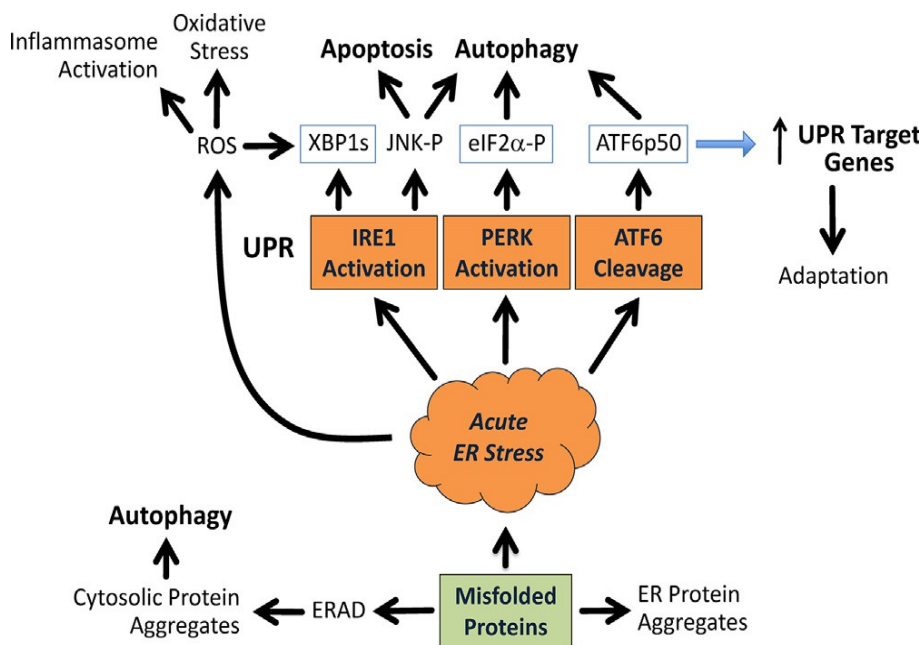 Oxidative
Stress
Inflammasome
Activation
Apoptosis
Autophagy
ROS
XBP1s
JNK-P
eIF2α-P
ATF6p50
UPR Target
Genes
UPR
IRE1
Activation
PERK
Activation
ATF6
Cleavage
Adaptation
Acute
ER Stress
Autophagy
Cytosolic Protein
Aggregates
ERAD
Misfolded
Proteins
ER Protein
Aggregates